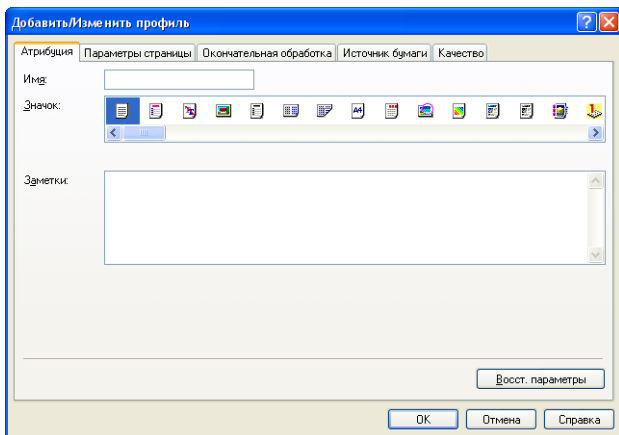 Добавить/Изменить профиль
Атрибуция Параметры страницы Окончательная обработка Источник бумаги Качество
Имя:
Значок:
Заметки:
Восст. параметры
OK Отмена Справка